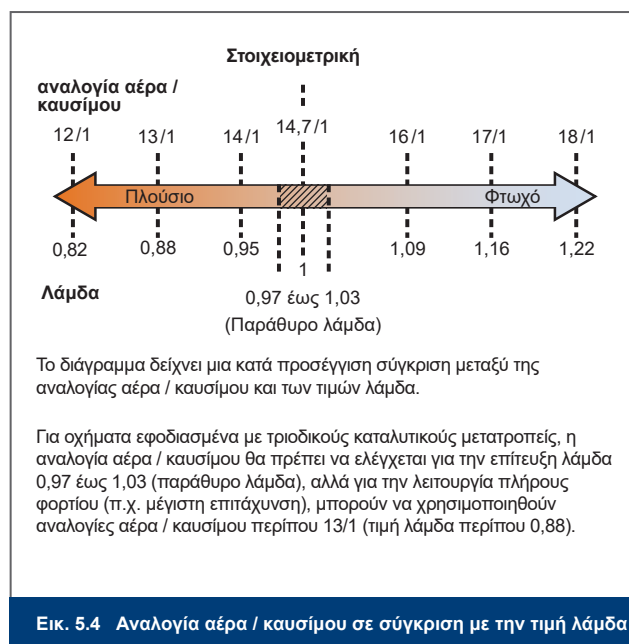 Στοιχειομετρική
αναλογία αέρα /
καυσίμου
12/1 13/1 14/1 14,7/1 16/1 17/1 18/1
Πλούσιο Φτωχό
0,82 0,88 0,95 1 1,09 1,16 1,22
Λάμδα
0,97 έως 1,03
(Παράθυρο λάμδα)
Το διάγραμμα δείχνει μια κατά προσέγγιση σύγκριση μεταξύ της
αναλογίας αέρα / καυσίμου και των τιμών λάμδα.
Για οχήματα εφοδιασμένα με τριοδικούς καταλυτικούς μετατροπείς, η
αναλογία αέρα / καυσίμου θα πρέπει να ελέγχεται για την επίτευξη λάμδα
0,97 έως 1,03 (παράθυρο λάμδα), αλλά για την λειτουργία πλήρους
φορτίου (π.χ. μέγιστη επιτάχυνση), μπορούν να χρησιμοποιηθούν
αναλογίες αέρα / καυσίμου περίπου 13/1 (τιμή λάμδα περίπου 0,88).
Εικ. 5.4 Αναλογία αέρα / καυσίμου σε σύγκριση με την τιμή λάμδα